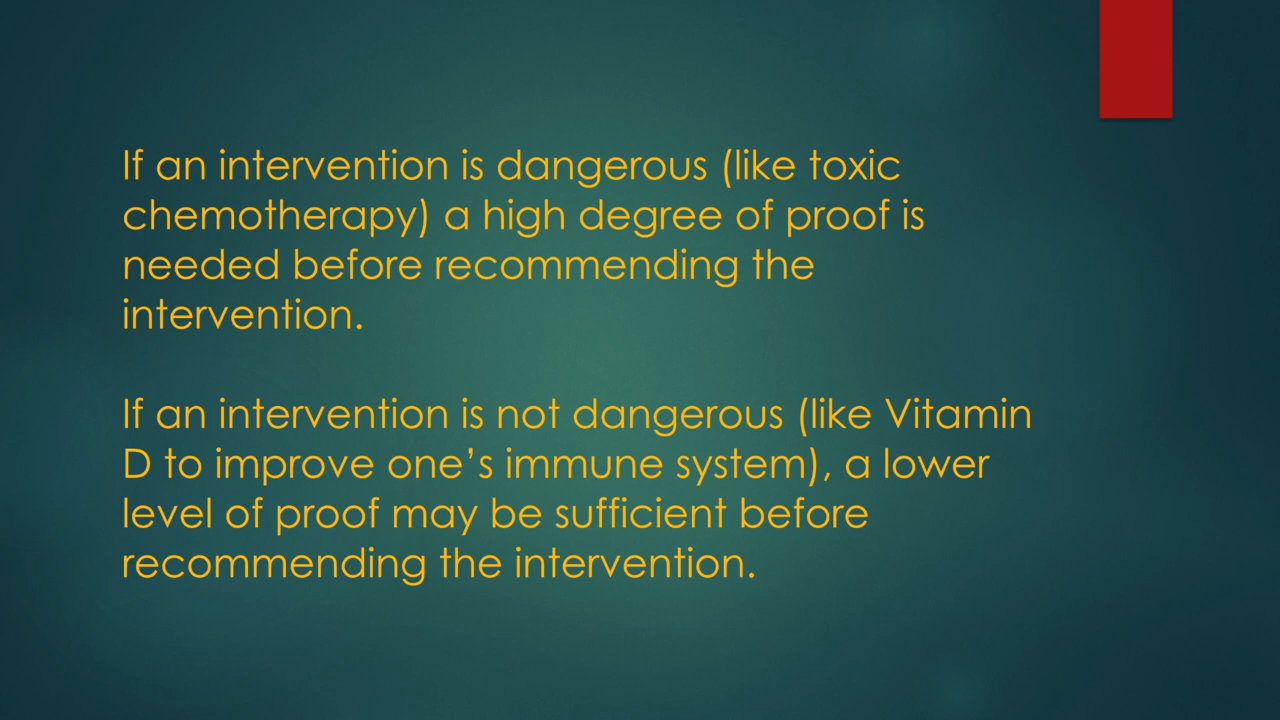 If an intervention is dangerous (like toxic
chemotherapy) a high degree of proof is
needed before recommending the
intervention.
If an intervention is not dangerous (like Vitamin
D to improve one’s immune system), a lower
level of proof may be sufficient before
recommending the intervention.